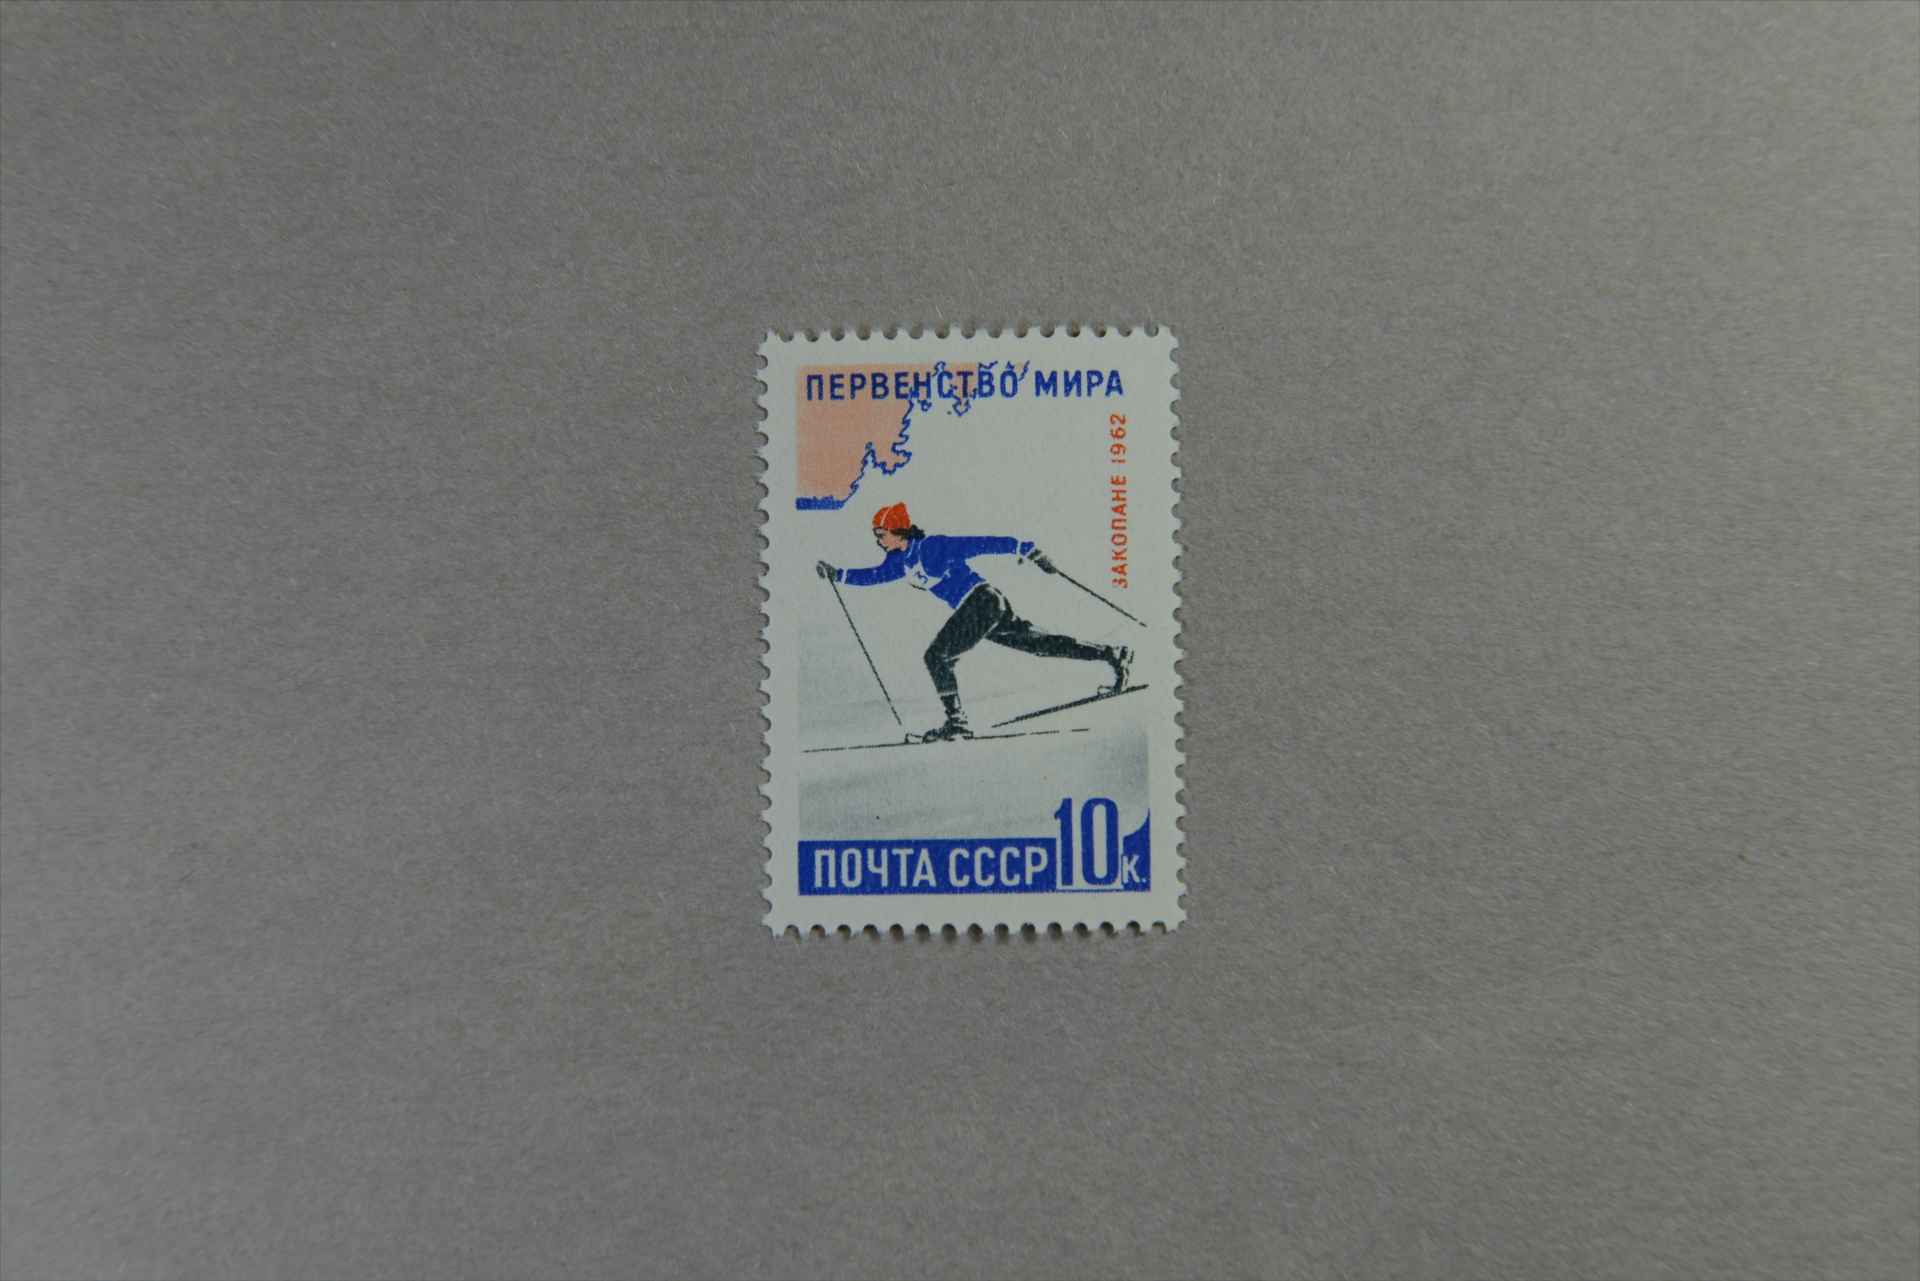 ПЕРВЕНСТВО МИРА
ЗАКОПАНЕ 1962
ПОЧТА СССР 10 К.